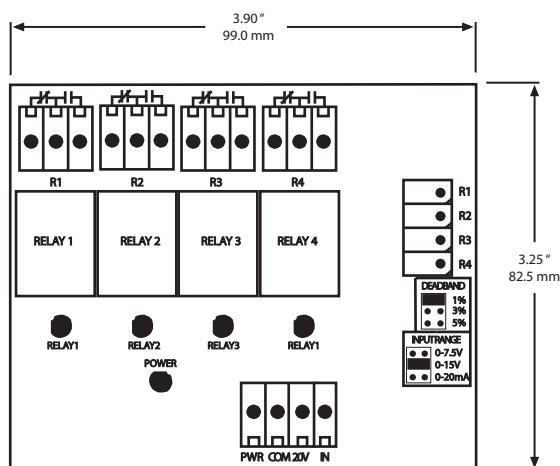 3.90"
99.0 mm
R1 R2 R3 R4
RELAY 1 RELAY 2 RELAY 3 RELAY 4
R1
R2
R3
R4
3.25"
82.5 mm
DEADBAND
1%
3%
5%
RELAY1 RELAY2 RELAY3 RELAY1
INPUTRANGE
0-7.5V
0-15V
0-20mA
POWER
PWR COM 20V IN